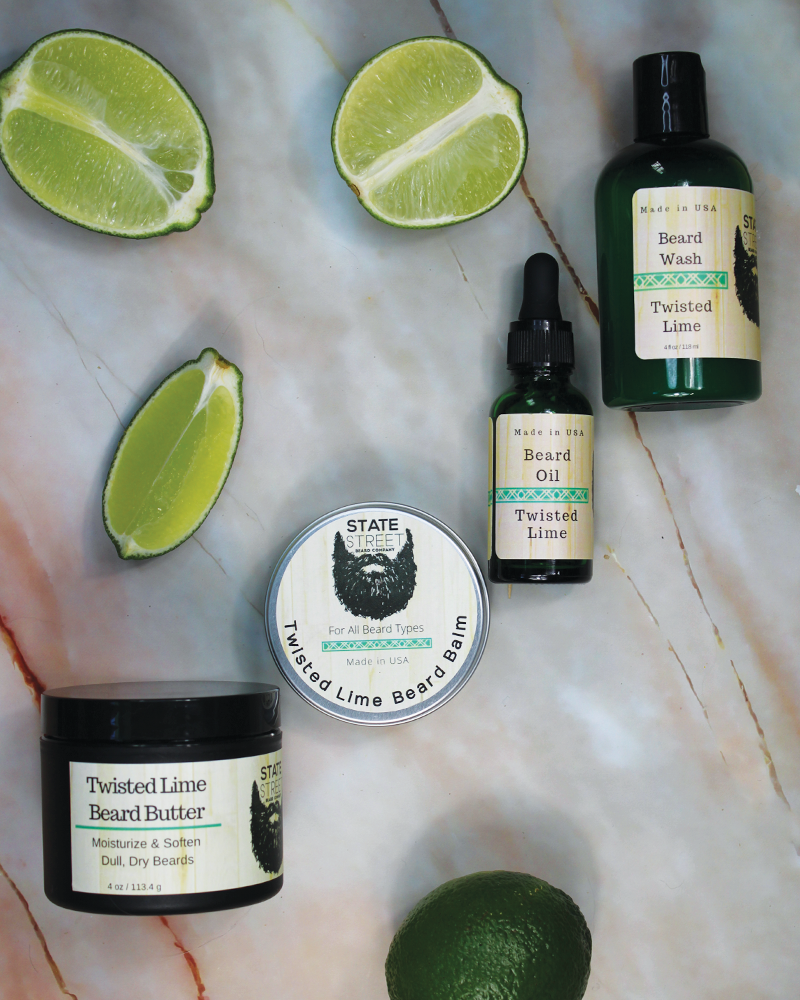 Made in USA
Beard
Wash
Twisted
Lime
4 fl oz / 118 ml
STATE
STREET
Made in USA
Beard
Oil
Twisted
Lime
STATE
STREET
BEARD COMPANY
For All Beard Types
Made in USA
Twisted Lime Beard Balm
Twisted Lime
Beard Butter
Moisturize & Soften
Dull, Dry Beards
4 oz / 113.4 g
STATE
STREET